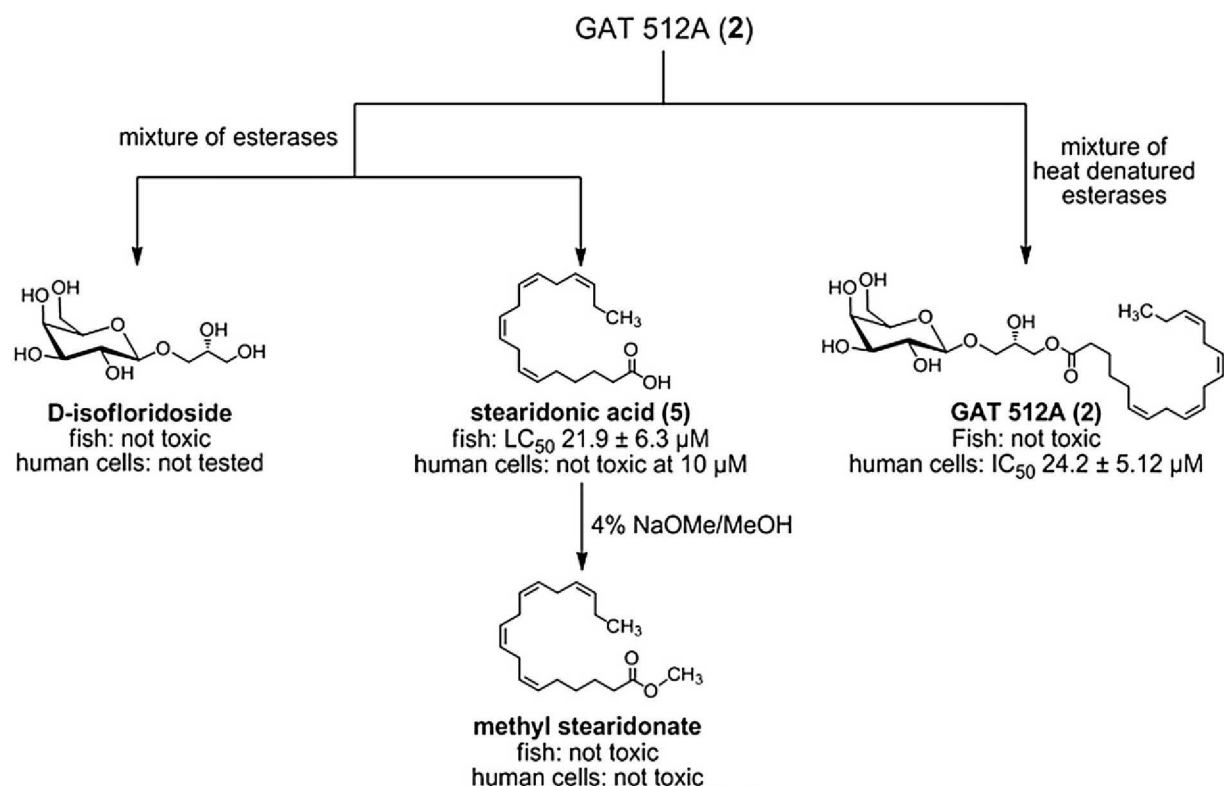 GAT 512A (2)
mixture of esterases
mixture of
heat denatured
esterases
HO OH
O
HO
OH
O
OH
OH
D-isofloridoside
fish: not toxic
human cells: not tested
CH3
O
OH
stearidonic acid (5)
fish: LC50 21.9 ± 6.3 µM
human cells: not toxic at 10 µM
HO OH
O
HO
OH
O
OH
O
O
H3C
GAT 512A (2)
Fish: not toxic
human cells: IC50 24.2 ± 5.12 µM
4% NaOMe/MeOH
CH3
O
O
CH3
methyl stearidonate
fish: not toxic
human cells: not toxic